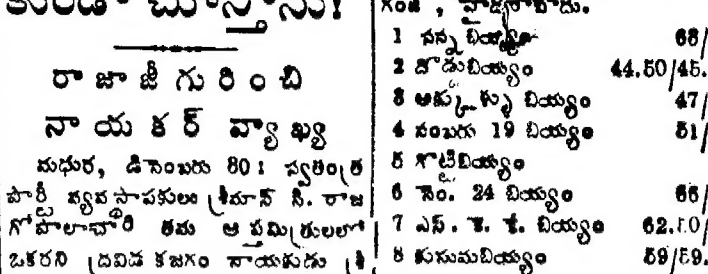 కుండా చూస్తాను!
రాజాజీ గురించి
నాయకర్ వ్యాఖ్య
మధుర, డిసెంబరు 30: స్వతంత్ర
పార్టీ వ్యవస్థాపకులు శ్రీమాన్ సి. రాజ
గోపాలాచారి తమ ఆప్తమిత్రులలో
ఒకరని ద్రవిడ కజగం నాయకుడు శ్రీ
గంజ్, హైద్రాబాదు.
1 సన్న బియ్యం 68/
2 దొడ్డుబియ్యం 44.50/45.
3 ఆక్కుళ్ళు బియ్యం 47/
4 నంబరు 19 బియ్యం 51/
5 గొట్టిబియ్యం
6 నెం. 24 బియ్యం 66/
7 ఎస్. కె. కే. బియ్యం 62.50/
8 కుసుమబియ్యం 59/59.